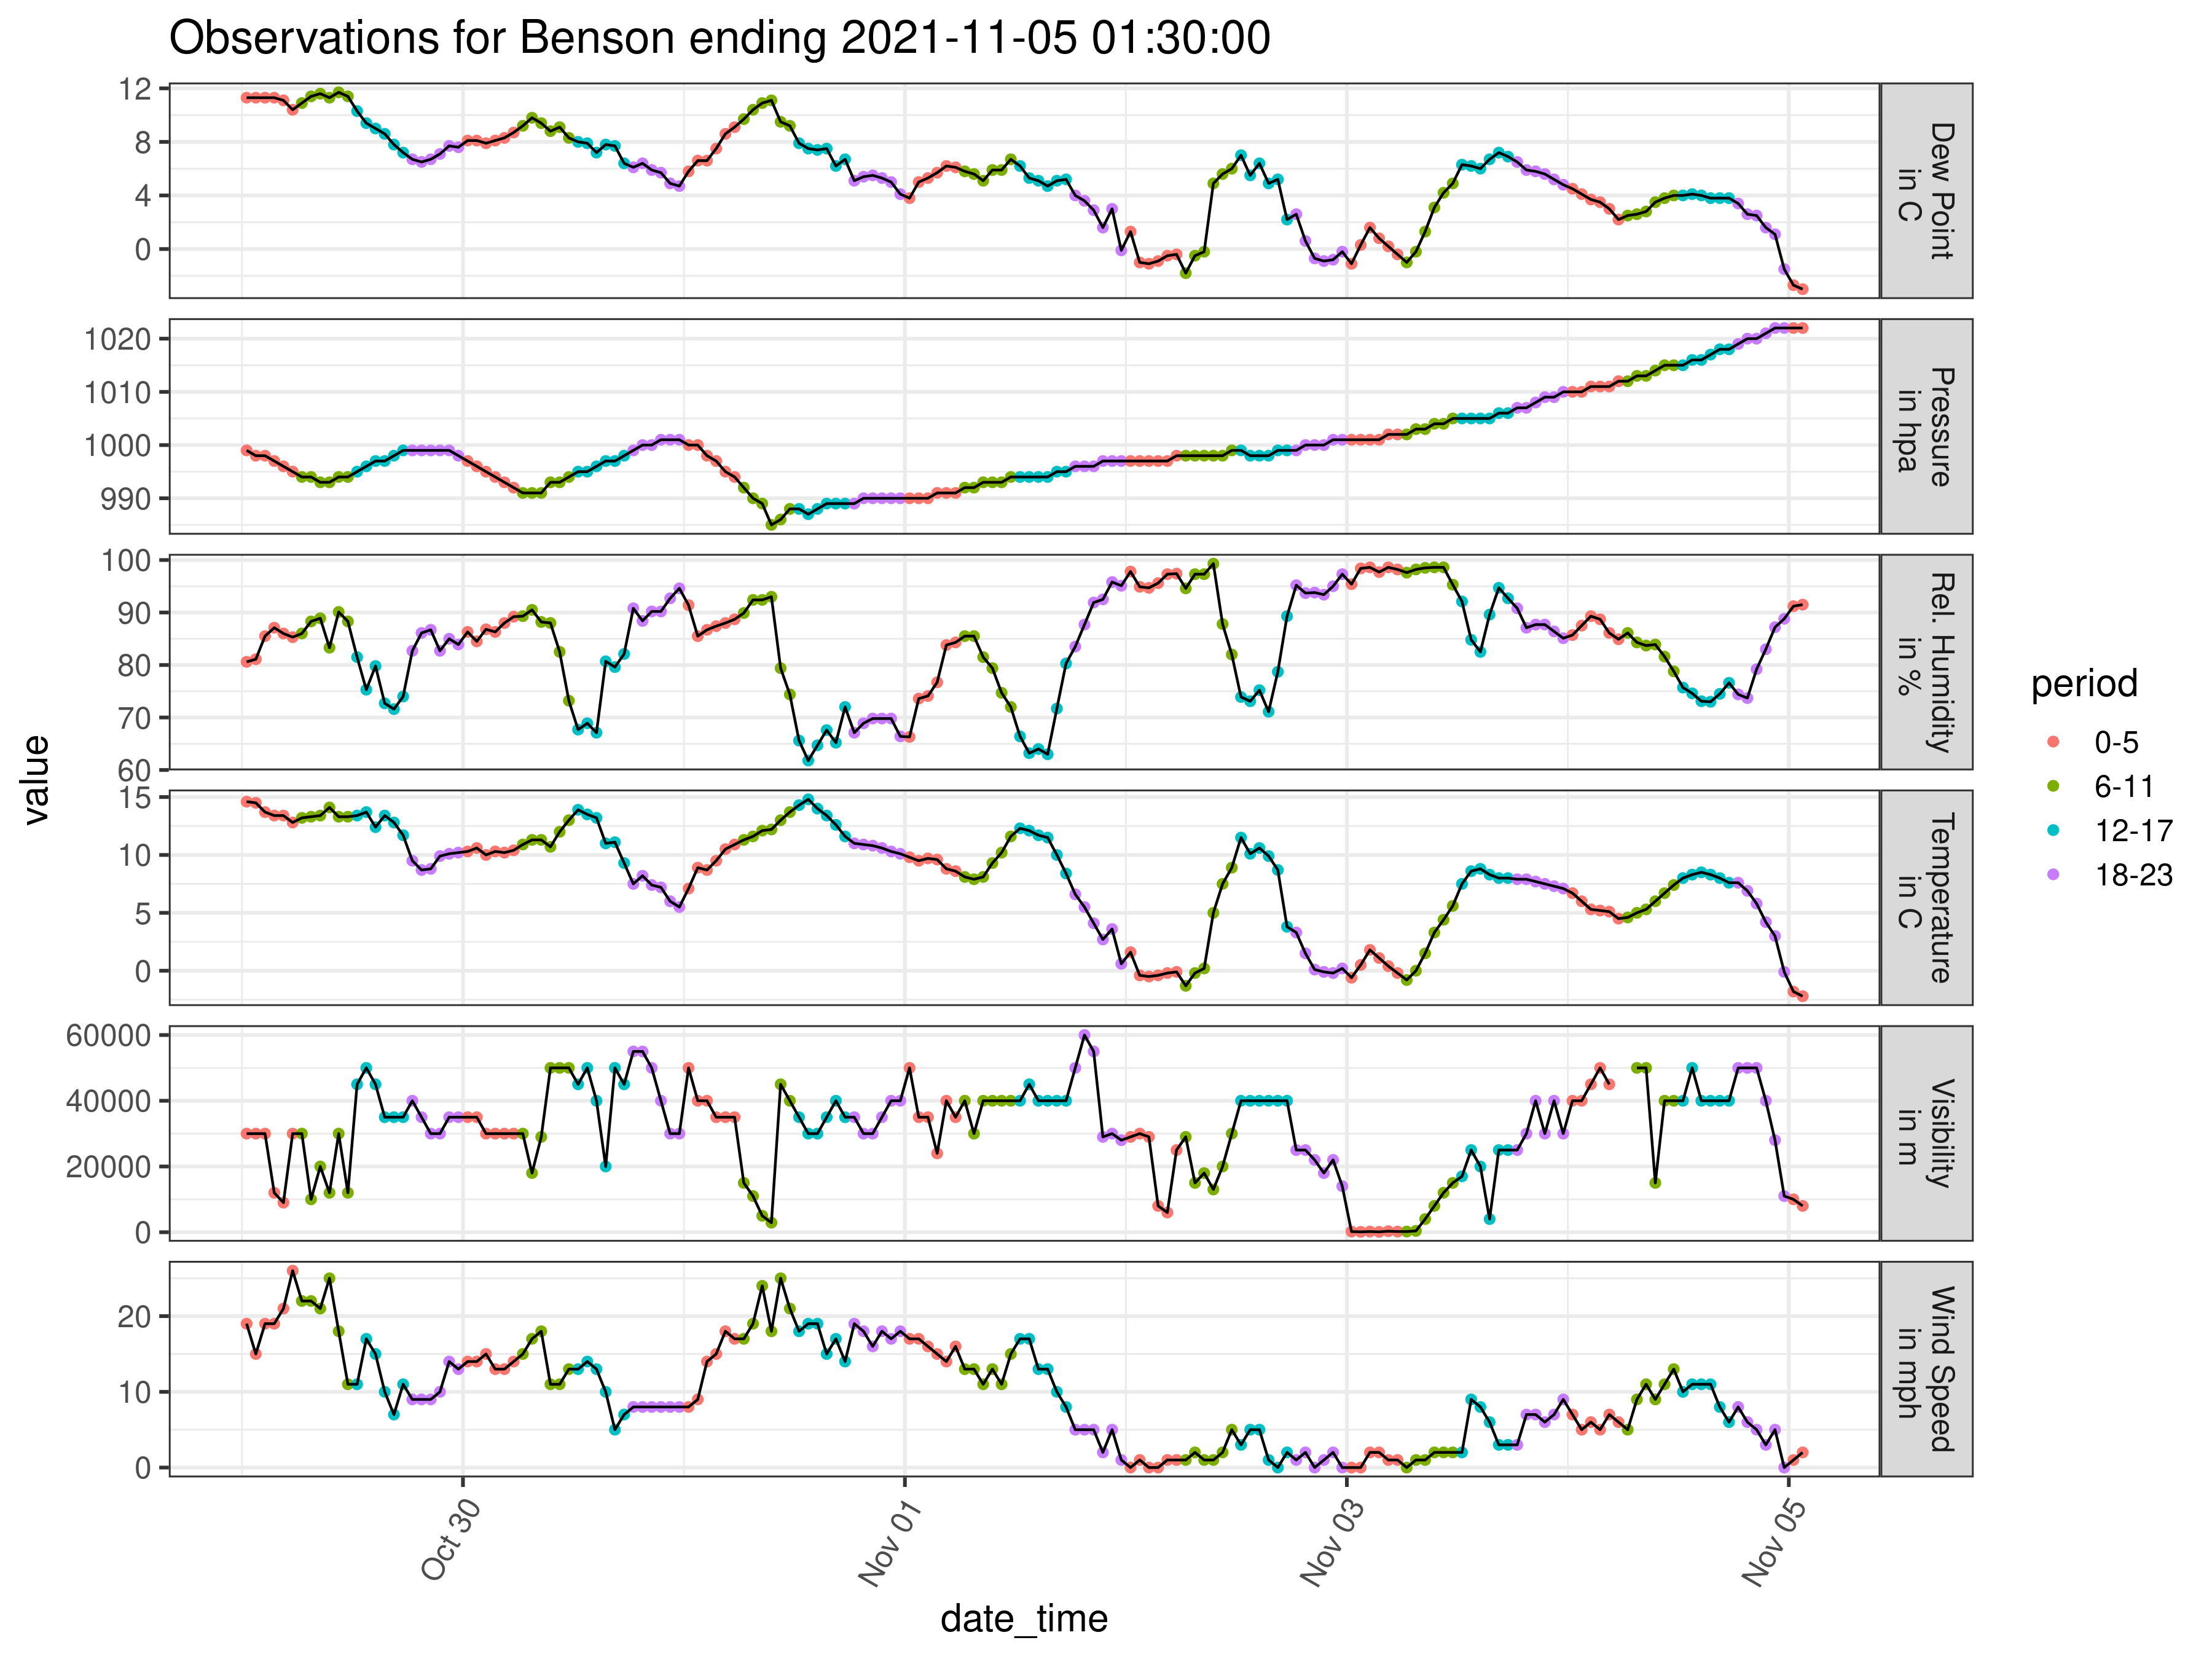 Observations for Benson ending 2021-11-05 01:30:00
12
8
4
0
Dew Point
in C
1020
1010
1000
990
Pressure
in hpa
100
90
80
70
60
Rel. Humidity
in %
15
10
5
0
Temperature
in C
60000
40000
20000
0
Visibility
in m
20
10
0
Wind Speed
in mph
value
Oct 30
Nov 01
Nov 03
Nov 05
date_time
period
0-5
6-11
12-17
18-23